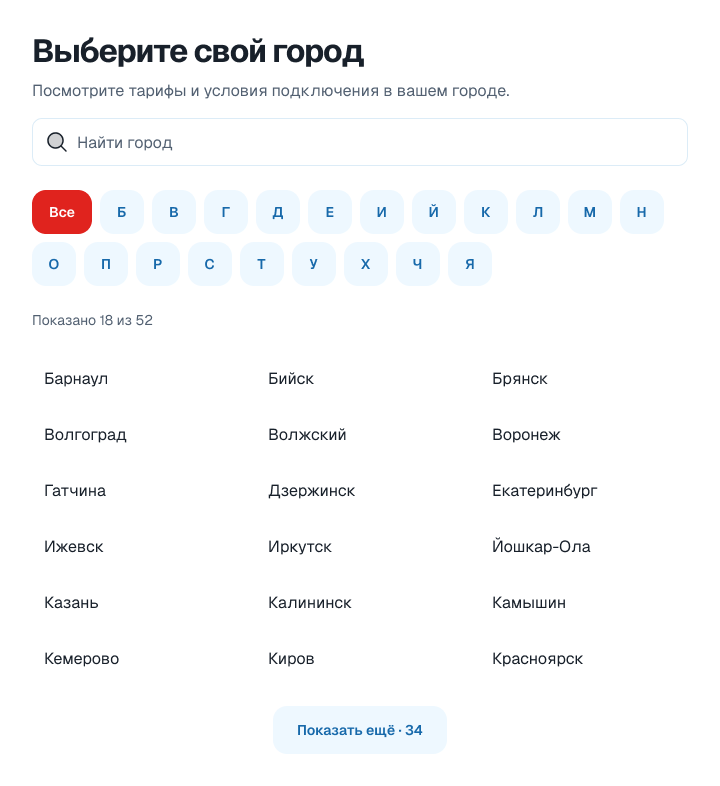 Выберите свой город
Посмотрите тарифы и условия подключения в вашем городе.
Найти город
Все Б В Г Д Е И Й К Л М Н
О П Р С Т У Х Ч Я
Показано 18 из 52
Барнаул Бийск Брянск
Волгоград Волжский Воронеж
Гатчина Дзержинск Екатеринбург
Ижевск Иркутск Йошкар-Ола
Казань Калининск Камышин
Кемерово Киров Красноярск
Показать ещё · 34